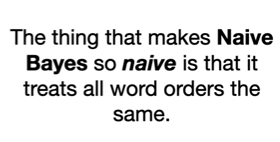 The thing that makes Naive
Bayes so naive is that it
treats all word orders the
same.